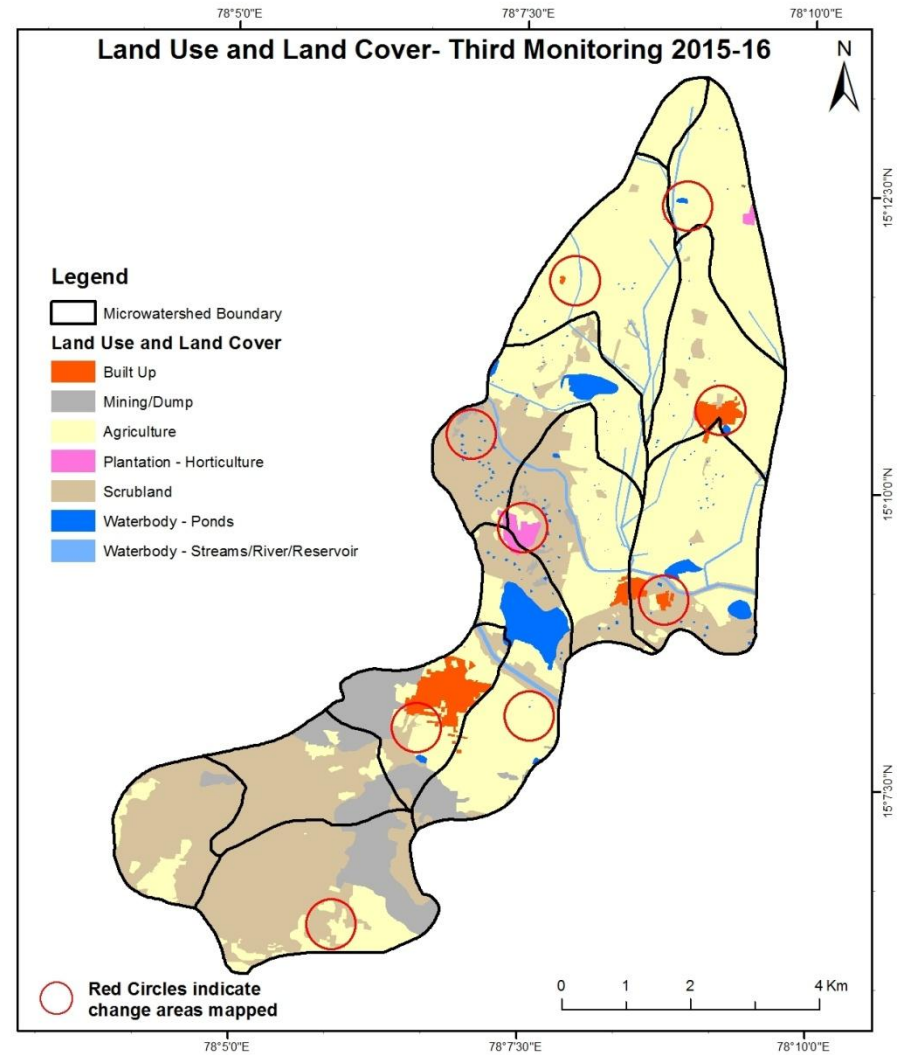 78°5'0"E 78°7'30"E 78°10'0"E
Land Use and Land Cover- Third Monitoring 2015-16
N
15°12'30"N
Legend
Microwatershed Boundary
Land Use and Land Cover
Built Up
Mining/Dump
Agriculture
Plantation - Horticulture
Scrubland
Waterbody - Ponds
Waterbody - Streams/River/Reservoir
15°10'0"N
15°7'30"N
Red Circles indicate
change areas mapped
0 1 2 4 Km
78°5'0"E 78°7'30"E 78°10'0"E